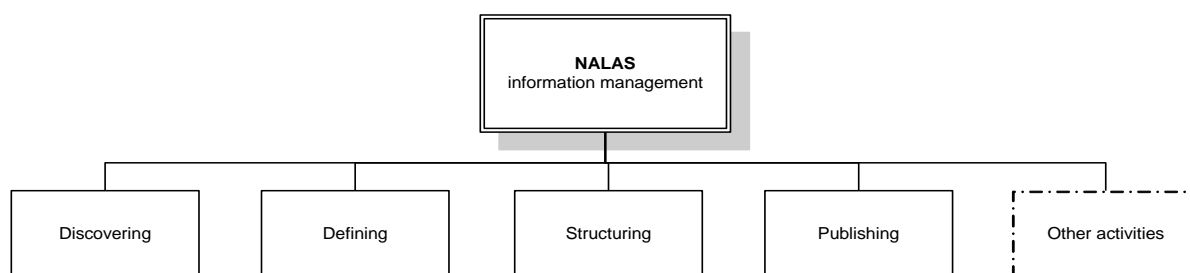 NALAS
information management
Discovering
Defining
Structuring
Publishing
Other activities